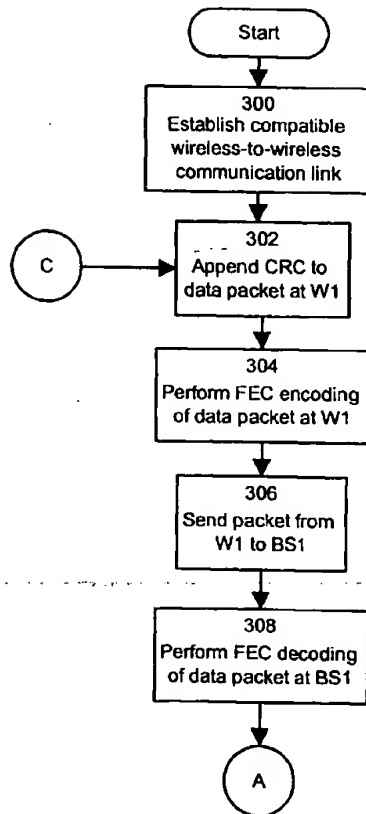 Start
300
Establish compatible
wireless-to-wireless
communication link
C
302
Append CRC to
data packet at W1
304
Perform FEC encoding
of data packet at W1
306
Send packet from
W1 to BS1
308
Perform FEC decoding
of data packet at BS1
A